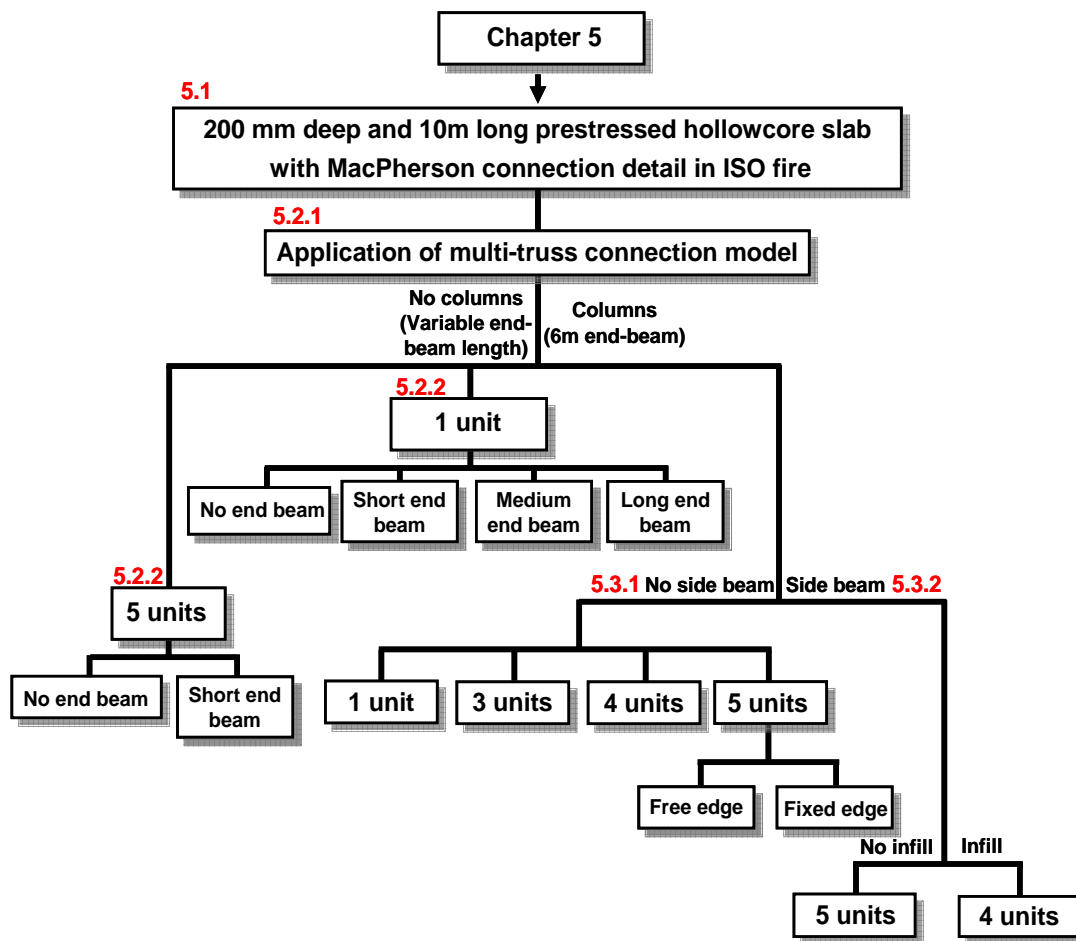 Chapter 5
5.1
200 mm deep and 10m long prestressed hollowcore slab
with MacPherson connection detail in ISO fire
5.2.1
Application of multi-truss connection model
No columns
(Variable end-
beam length)
Columns
(6m end-beam)
5.2.2
1 unit
No end beam
Short end
beam
Medium
end beam
Long end
beam
5.2.2
5 units
No end beam
Short end
beam
5.3.1 No side beam Side beam 5.3.2
1 unit
3 units
4 units
5 units
Free edge
Fixed edge
No infill
Infill
5 units
4 units